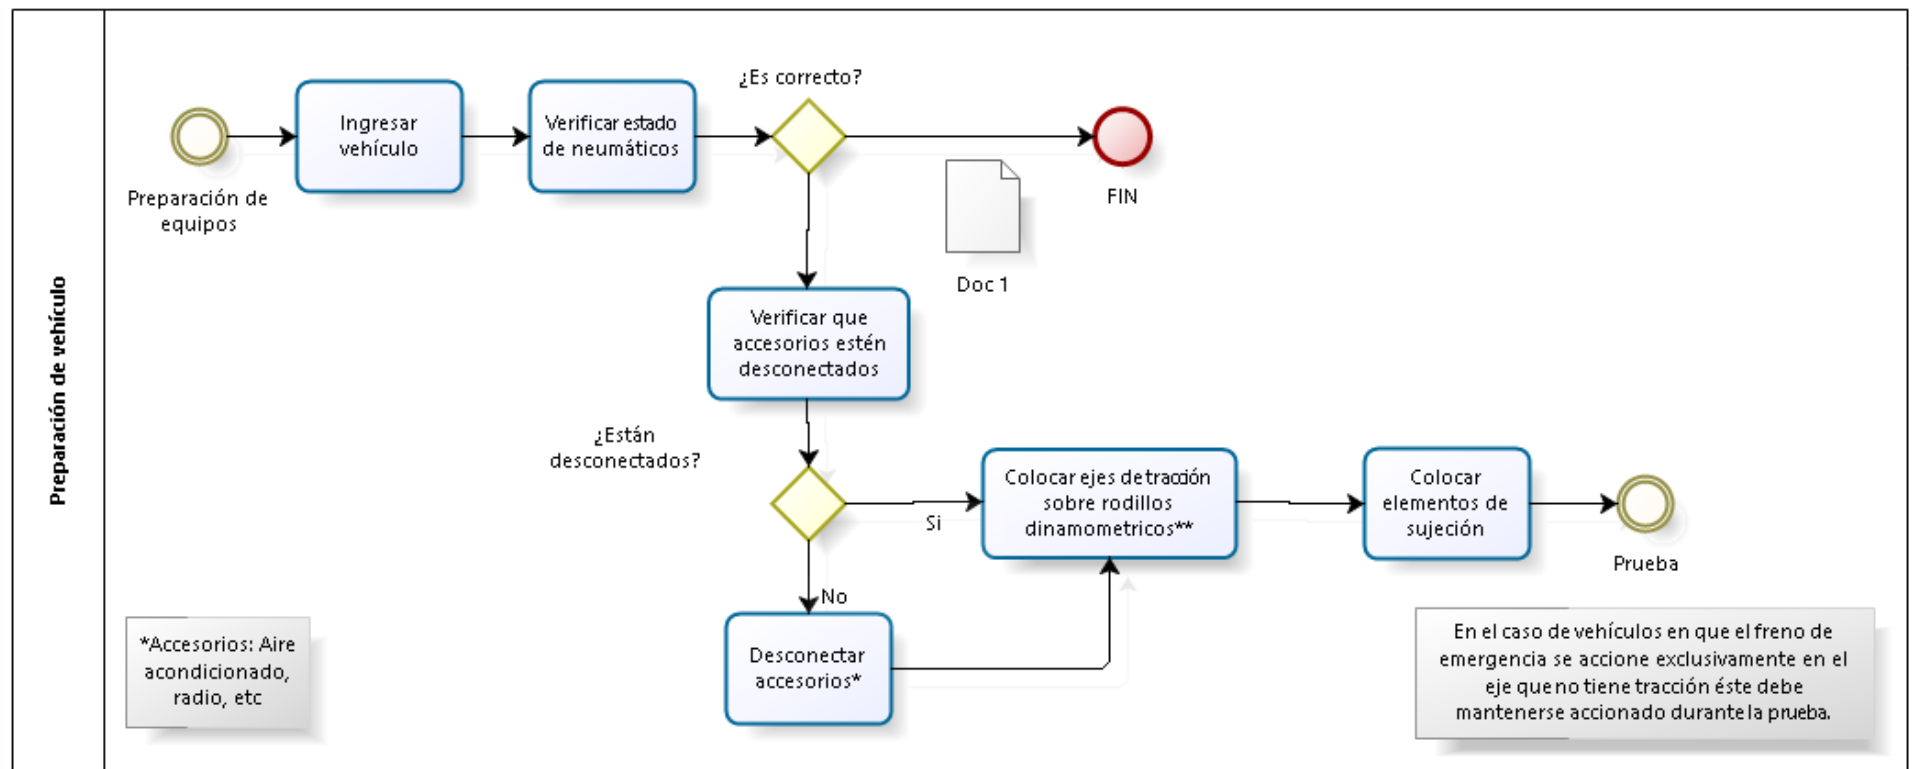 Preparación de vehículo
¿Es correcto?
Ingresar
vehículo
Verificar estado
de neumáticos
Preparación de
equipos
FIN
Doc 1
Verificar que
accesorios estén
desconectados
¿Están
desconectados?
Si
Colocar ejes de tracción
sobre rodillos
dinamometricos**
Colocar
elementos de
sujeción
Prueba
No
Desconectar
accesorios*
*Accesorios: Aire
acondicionado,
radio, etc
En el caso de vehículos en que el freno de
emergencia se accione exclusivamente en el
eje que no tiene tracción éste debe
mantenerse accionado durante la prueba.